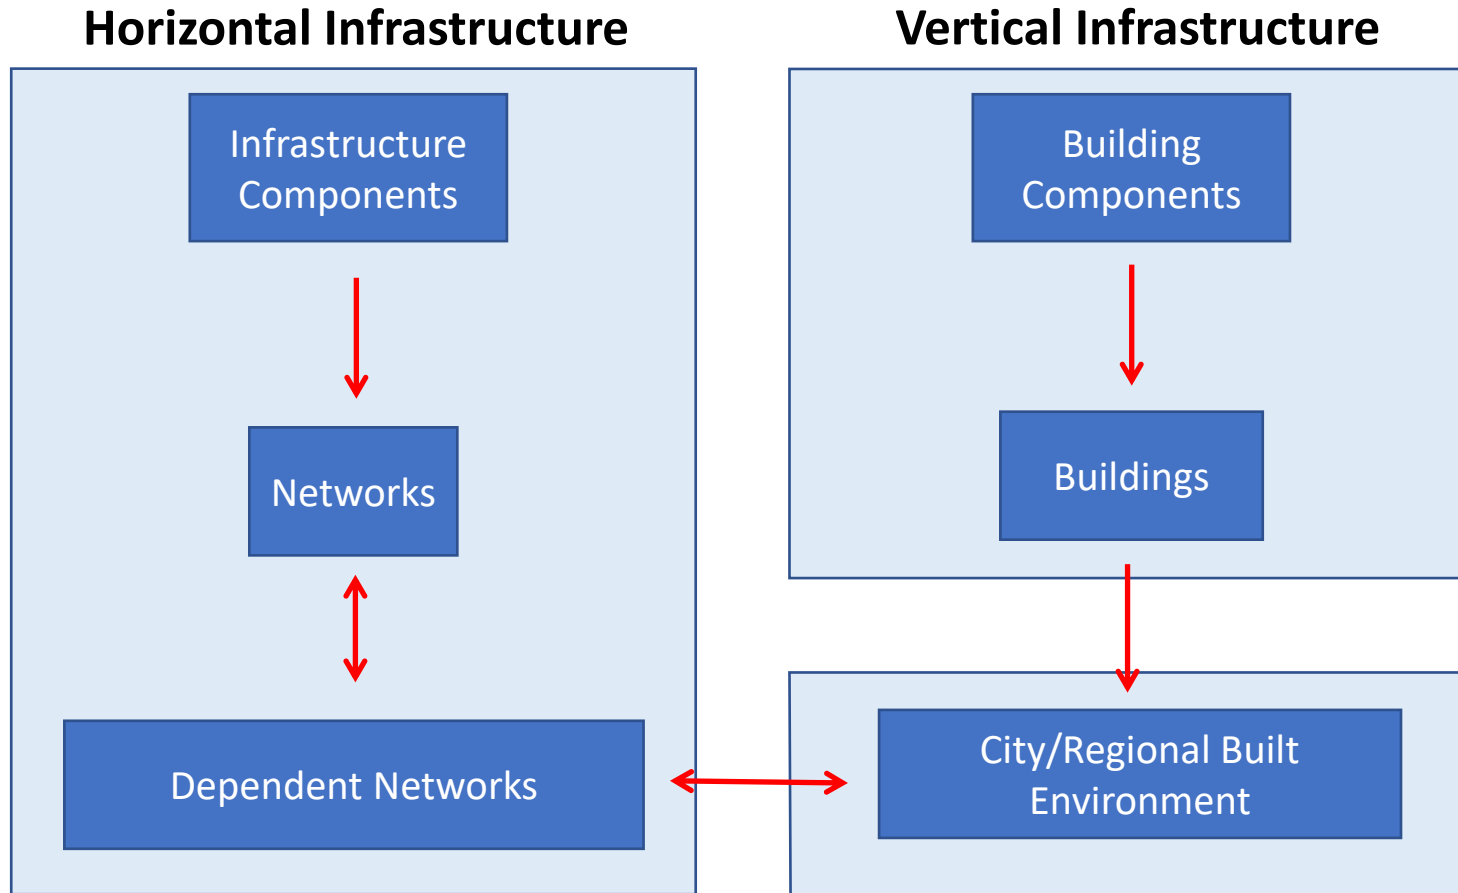 Horizontal Infrastructure
Vertical Infrastructure
Infrastructure
Components
Building
Components
Networks
Buildings
Dependent Networks
City/Regional Built
Environment